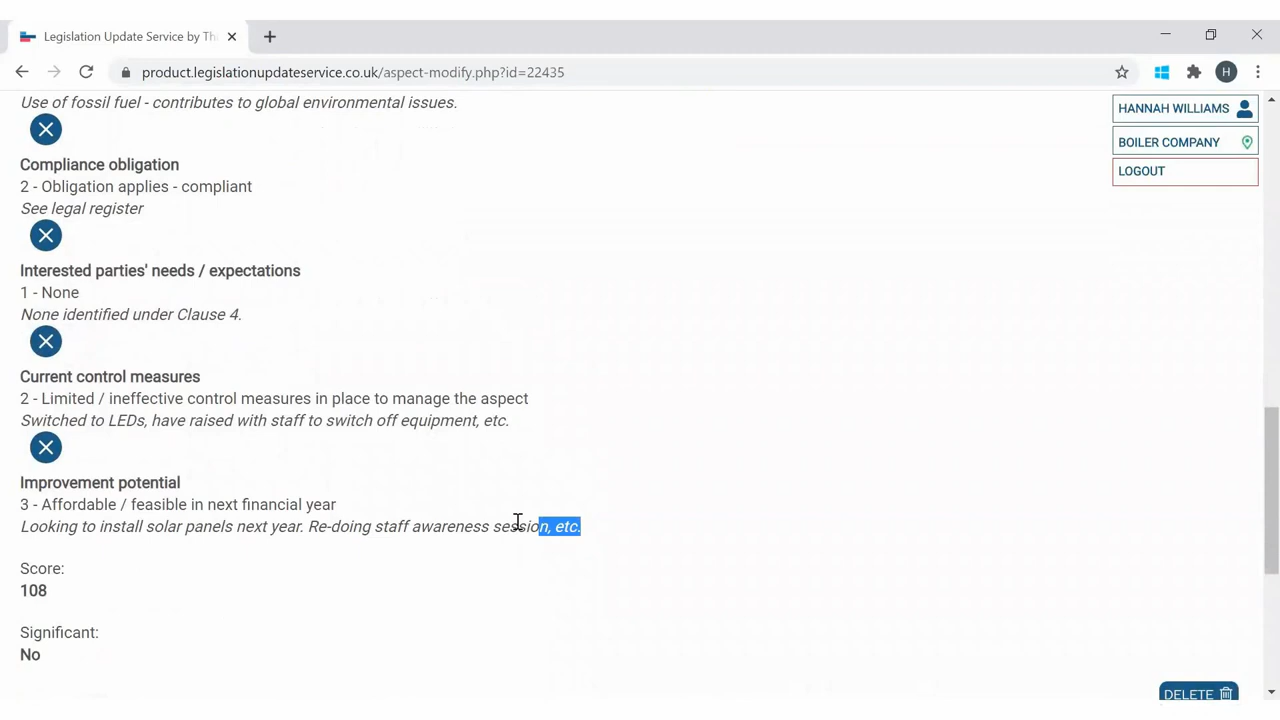 Legislation Update Service by Th
product.legislationupdateservice.co.uk/aspect-modify.php?id=22435
H
Use of fossil fuel - contributes to global environmental issues.
HANNAH WILLIAMS
BOILER COMPANY
LOGOUT
Compliance obligation
2 - Obligation applies - compliant
See legal register
Interested parties' needs / expectations
1 - None
None identified under Clause 4.
Current control measures
2 - Limited / ineffective control measures in place to manage the aspect
Switched to LEDs, have raised with staff to switch off equipment, etc.
Improvement potential
3 - Affordable / feasible in next financial year
Looking to install solar panels next year. Re-doing staff awareness session, etc.
Score:
108
Significant:
No
DELETE